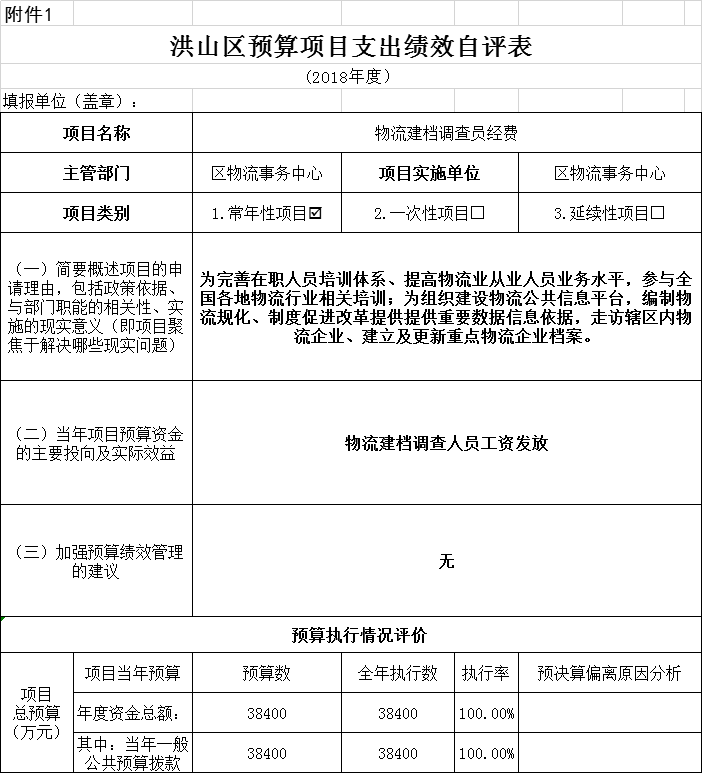 附件1
洪山区预算项目支出绩效自评表
(2018年度)
填报单位（盖章）:
项目名称 物流建档调查员经费
主管部门 区物流事务中心 项目实施单位 区物流事务中心
项目类别 1.常年性项目☑ 2.一次性项目□ 3.延续性项目□
（一）简要概述项目的申
请理由，包括政策依据、
与部门职能的相关性、实
施的现实意义（即项目聚
焦于解决哪些现实问题）
为完善在职人员培训体系、提高物流业从业人员业务水平，参与全
国各地物流行业相关培训；为组织建设物流公共信息平台，编制物
流规化、制度促进改革提供提供重要数据信息依据，走访辖区内物
流企业、建立及更新重点物流企业档案。
（二）当年项目预算资金
的主要投向及实际效益
物流建档调查人员工资发放
（三）加强预算绩效管理
的建议
无
预算执行情况评价
项目
总预算
（万元）
项目当年预算 预算数 全年执行数 执行率 预决算偏离原因分析
年度资金总额: 38400 38400 100.00%
其中: 当年一般
公共预算拨款
38400 38400 100.00%